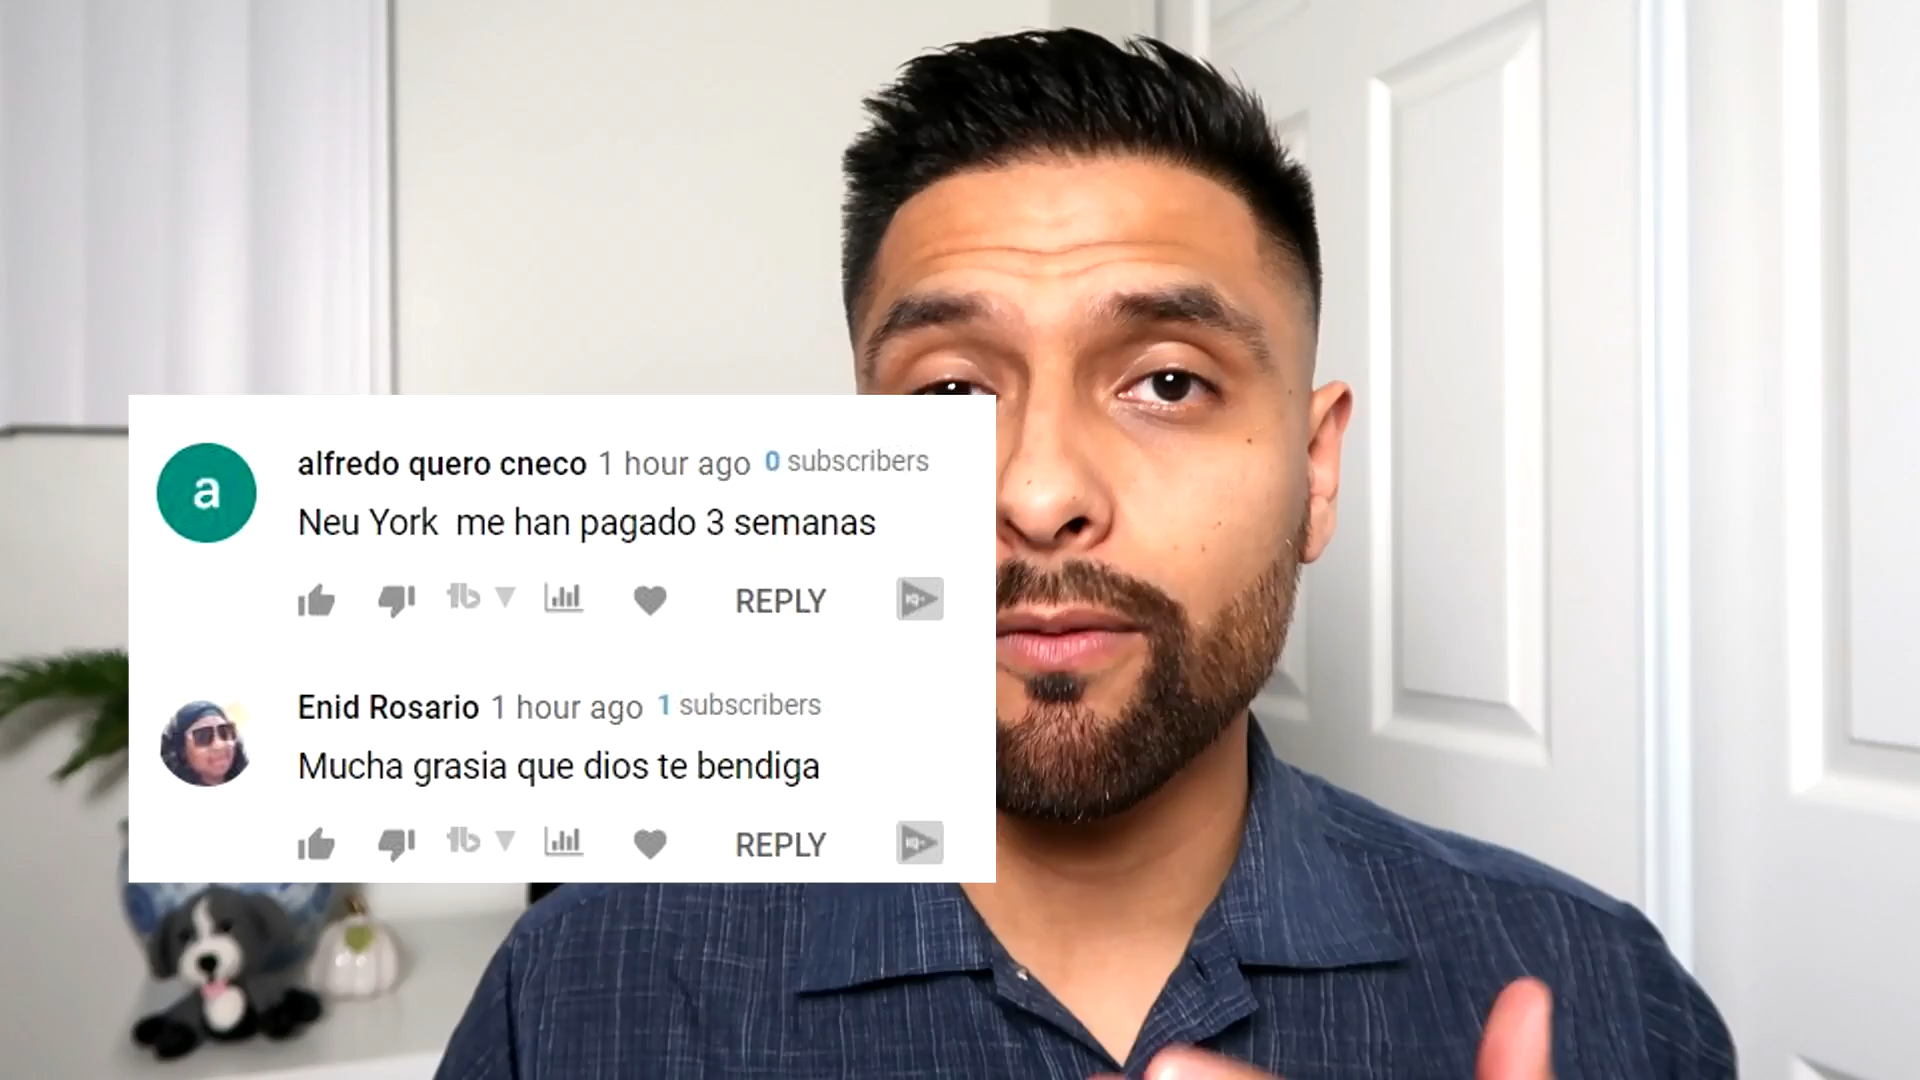 a
alfredo quero cneco 1 hour ago 0 subscribers
Neu York me han pagado 3 semanas
REPLY
Enid Rosario 1 hour ago 1 subscribers
Mucha grasia que dios te bendiga
REPLY